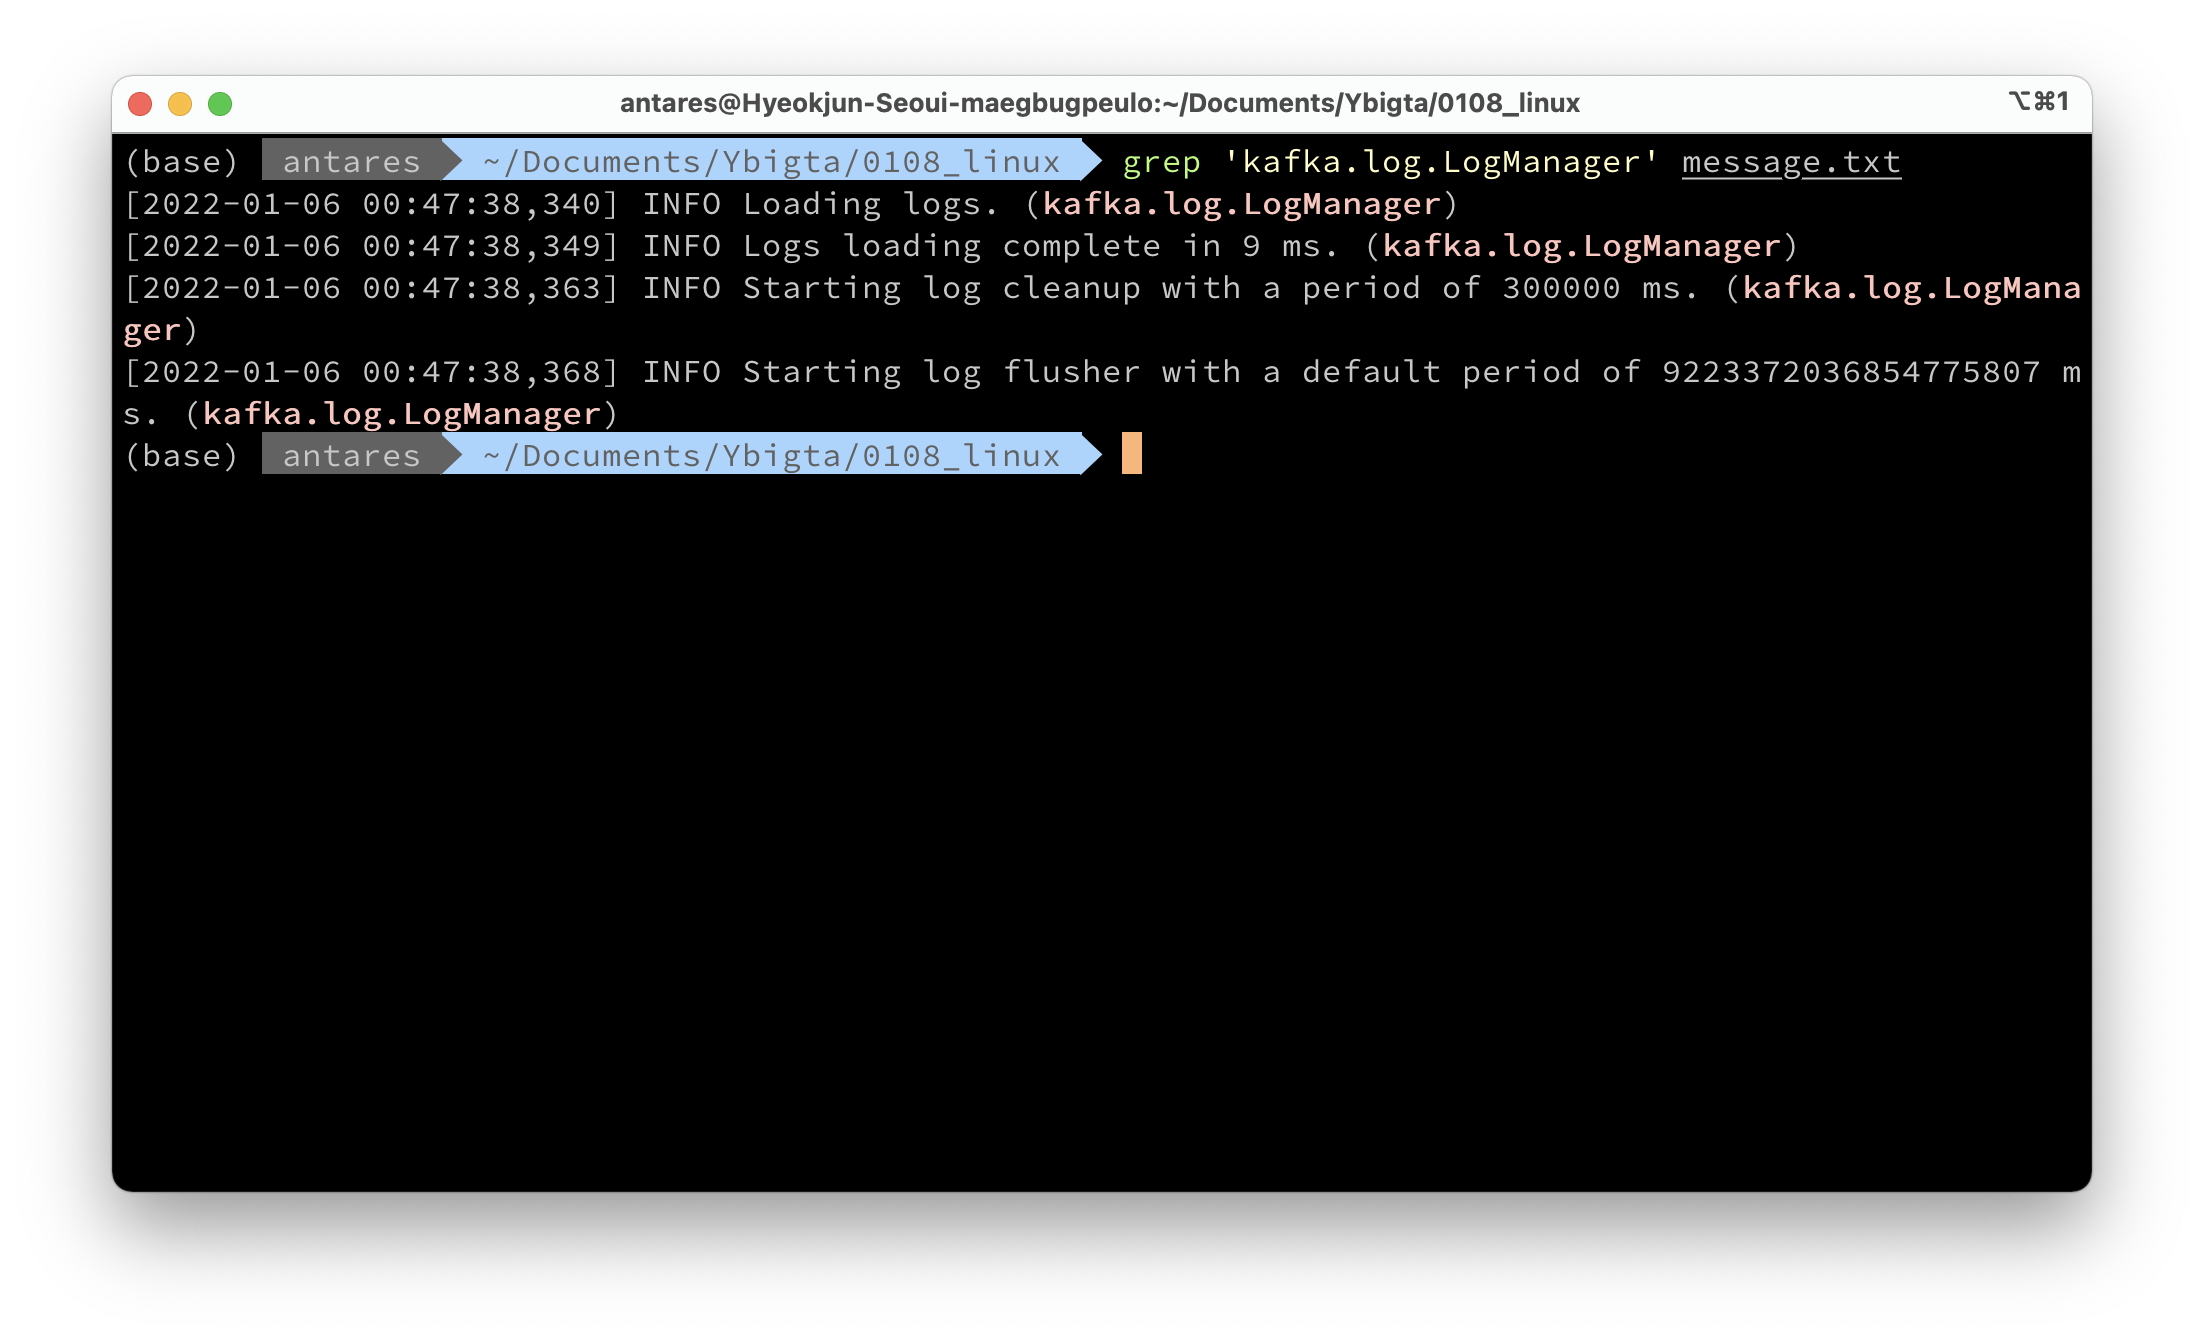 antares@Hyeokjun-Seoui-maegbugpeulo:~/Documents/Ybigta/0108_linux ⌥⌘1
(base) antares ~/Documents/Ybigta/0108_linux grep 'kafka.log.LogManager' message.txt
[2022-01-06 00:47:38,340] INFO Loading logs. (kafka.log.LogManager)
[2022-01-06 00:47:38,349] INFO Logs loading complete in 9 ms. (kafka.log.LogManager)
[2022-01-06 00:47:38,363] INFO Starting log cleanup with a period of 300000 ms. (kafka.log.LogMana
ger)
[2022-01-06 00:47:38,368] INFO Starting log flusher with a default period of 9223372036854775807 m
s. (kafka.log.LogManager)
(base) antares ~/Documents/Ybigta/0108_linux